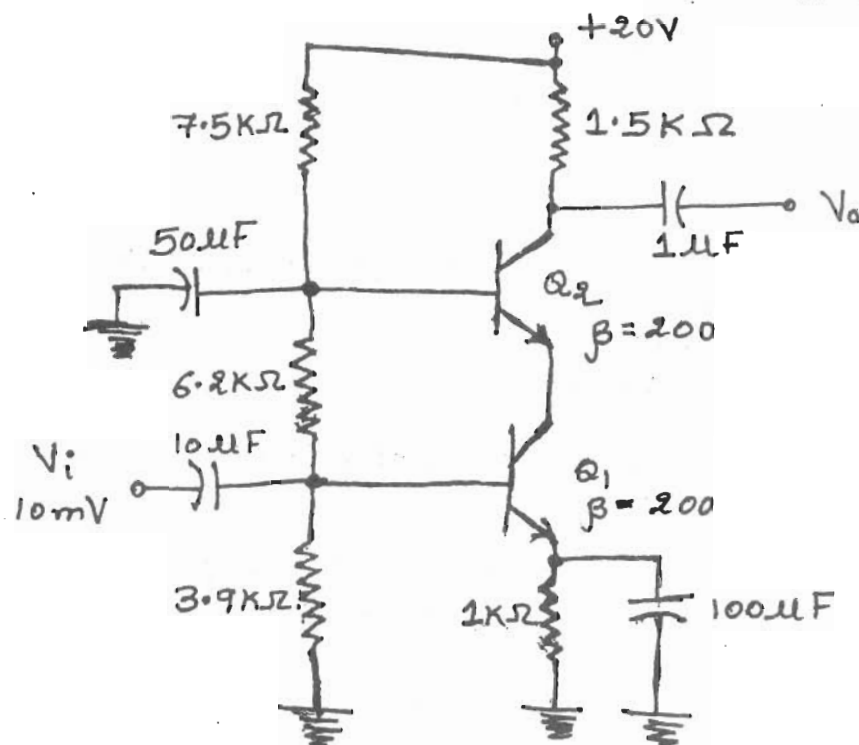 +20V
7.5KΩ
1.5KΩ
50µF
1µF
Vo
Q2
β = 200
6.2KΩ
10µF
Vi
10mV
Q1
β = 200
3.9KΩ
1KΩ
100µF